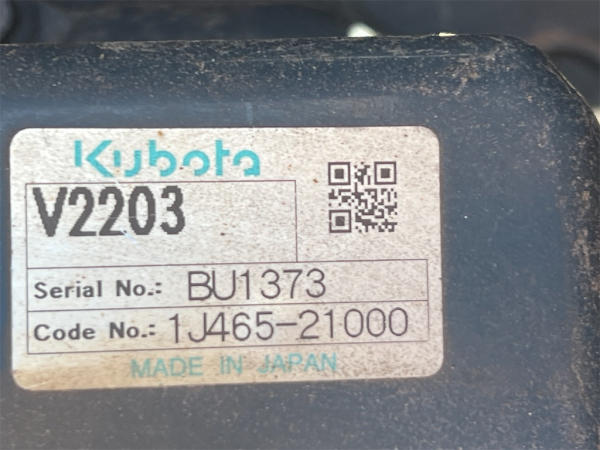 Kubota
V2203
Serial No.: BU1373
Code No.: 1J465-21000
MADE IN JAPAN